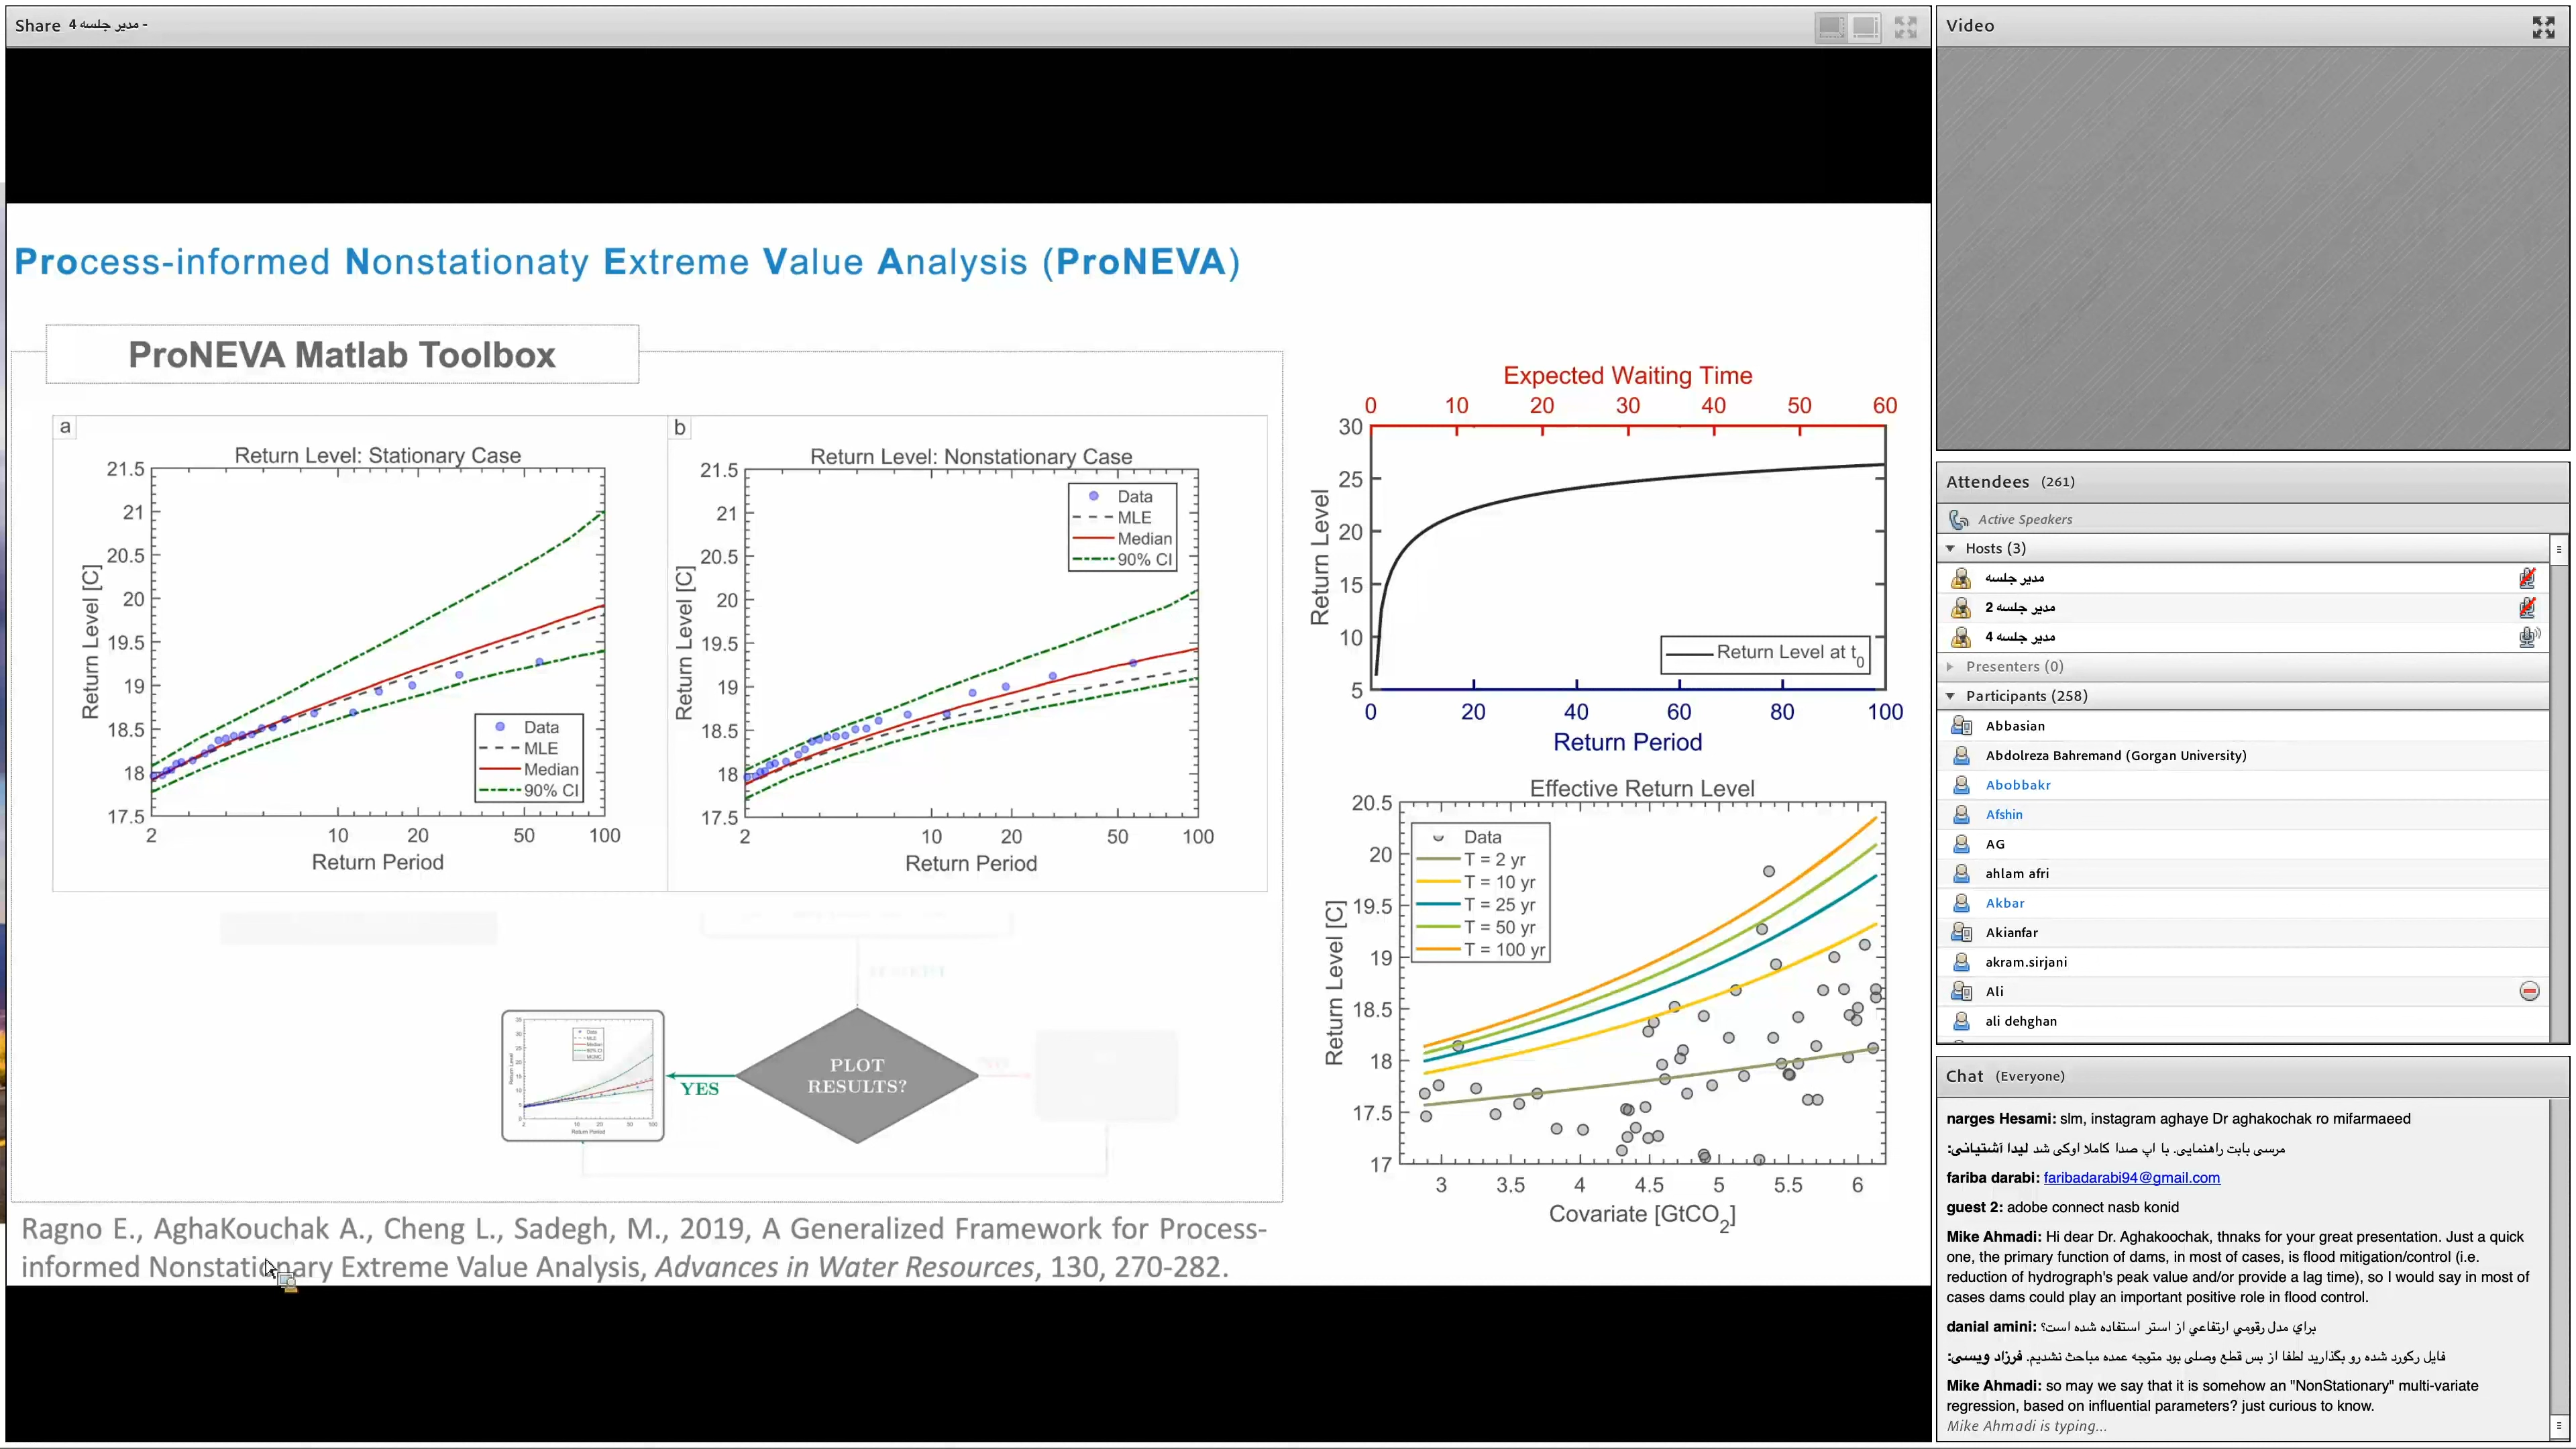 Share مدیر جلسه 4 -
Process-informed Nonstationaty Extreme Value Analysis (ProNEVA)
ProNEVA Matlab Toolbox
a
Return Level: Stationary Case
21.5
21
20.5
20
19.5
19
18.5
18
17.5
Return Level [C]
Data
MLE
Median
90% CI
2 10 20 50 100
Return Period
b
Return Level: Nonstationary Case
21.5
21
20.5
20
19.5
19
18.5
18
17.5
Return Level [C]
Data
MLE
Median
90% CI
2 10 20 50 100
Return Period
PLOT
RESULTS?
YES
Ragno E., AghaKouchak A., Cheng L., Sadegh, M., 2019, A Generalized Framework for Process-
informed Nonstationary Extreme Value Analysis, Advances in Water Resources, 130, 270-282.
Expected Waiting Time
0 10 20 30 40 50 60
30
25
20
15
10
5
Return Level
Return Level at t0
0 20 40 60 80 100
Return Period
Effective Return Level
20.5
20
19.5
19
18.5
18
17.5
17
Return Level [C]
Data
T = 2 yr
T = 10 yr
T = 25 yr
T = 50 yr
T = 100 yr
3 3.5 4 4.5 5 5.5 6
Covariate [GtCO2]
Video
Attendees (261)
Active Speakers
Hosts (3)
مدیر جلسه
مدیر جلسه 2
مدیر جلسه 4
Presenters (0)
Participants (258)
Abbasian
Abdolreza Bahremand (Gorgan University)
Abobbakr
Afshin
AG
ahlam afri
Akbar
Akianfar
akram.sirjani
Ali
ali dehghan
Chat (Everyone)
narges Hesami: slm, instagram aghaye Dr aghakochak ro mifarmaeed
لیدا آشتیانی: مرسی بابت راهنمایی. با اپ صدا کاملا اوکی شد
fariba darabi: faribadarabi94@gmail.com
guest 2: adobe connect nasb konid
Mike Ahmadi: Hi dear Dr. Aghakoochak, thnaks for your great presentation. Just a quick
one, the primary function of dams, in most of cases, is flood mitigation/control (i.e.
reduction of hydrograph's peak value and/or provide a lag time), so I would say in most of
cases dams could play an important positive role in flood control.
danial amini: براي مدل رقومي ارتفاعي از استر استفاده شده است؟
فرزاد ویسی: فایل رکورد شده رو بگذارید لطفا از بس قطع وصلی بود متوجه عمده مباحث نشدیم.
Mike Ahmadi: so may we say that it is somehow an "NonStationary" multi-variate
regression, based on influential parameters? just curious to know.
Mike Ahmadi is typing...